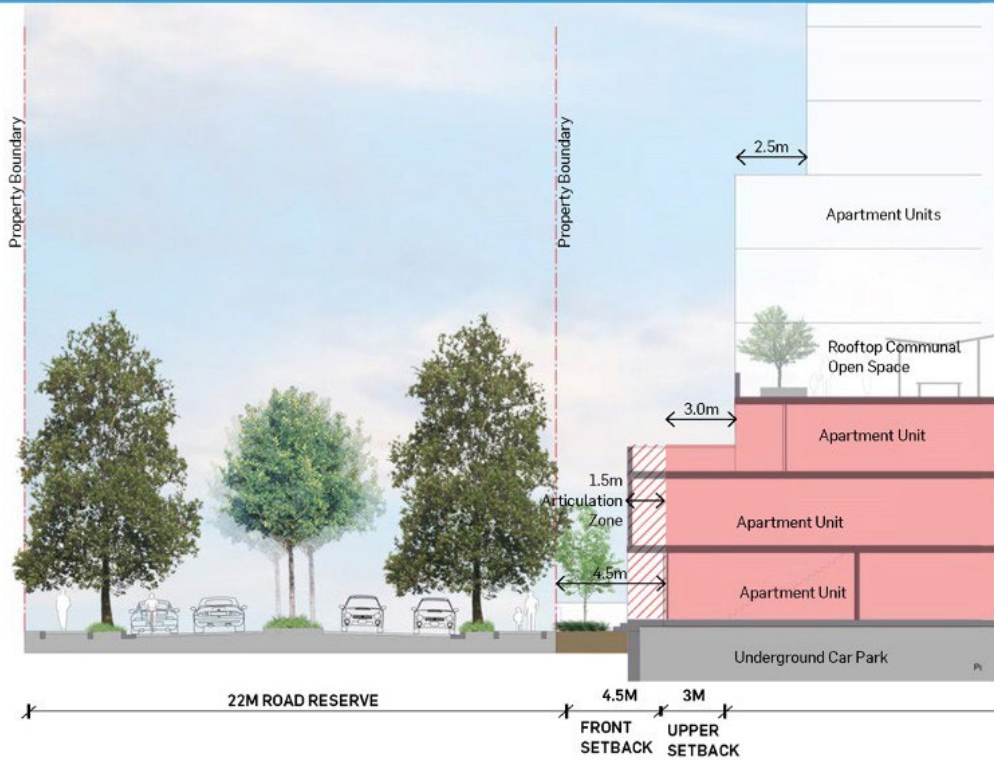 Property Boundary
Property Boundary
2.5m
Apartment Units
Rooftop Communal
Open Space
3.0m
Apartment Unit
1.5m
Articulation
Zone
Apartment Unit
4.5m
Apartment Unit
Underground Car Park
22M ROAD RESERVE
4.5M
3M
FRONT
SETBACK
UPPER
SETBACK